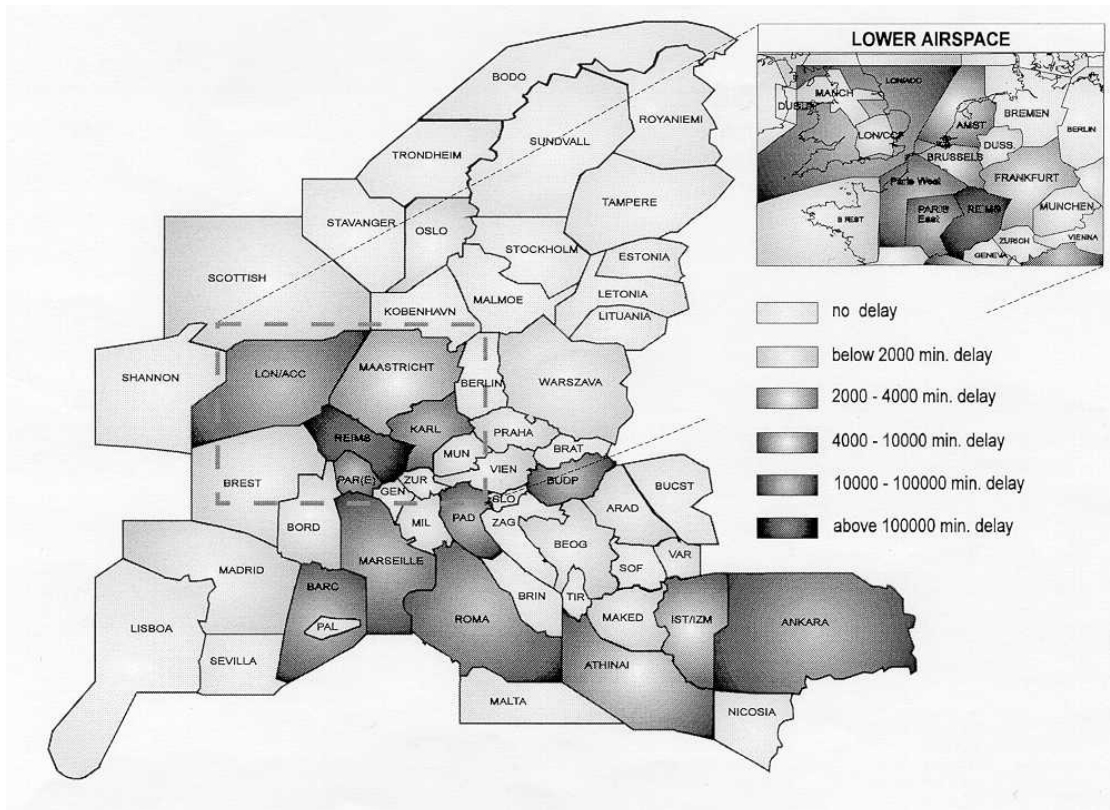 LOWER AIRSPACE
LON/ACC
MANCH
DUBLIN
AMST
BREMEN
BERLIN
LON/CCF
DUSS.
BRUSSELS
FRANKFURT
Paris West
PARIS
East
REIMS
MUNCHEN
BREST
ZURICH
VIENNA
GENEVA
BODO
ROYANIEMI
SUNDVALL
TRONDHEIM
TAMPERE
STAVANGER
OSLO
STOCKHOLM
ESTONIA
SCOTTISH
LETONIA
MALMOE
KOBENHAVN
LITUANIA
SHANNON
LON/ACC
MAASTRICHT
BERLIN
WARSZAVA
REIMS
KARL
PRAHA
MUN
BRAT
BREST
PAR(E)
ZUR
VIEN
BUDP
BUCST
GEN
SLO
ARAD
BORD
MIL
PAD
ZAG
BEOG
MARSEILLE
SOF
VAR
MADRID
BARC
BRIN
TIR
MAKED
IST/IZM
ANKARA
LISBOA
PAL
ROMA
SEVILLA
ATHINAI
MALTA
NICOSIA
no delay
below 2000 min. delay
2000 - 4000 min. delay
4000 - 10000 min. delay
10000 - 100000 min. delay
above 100000 min. delay